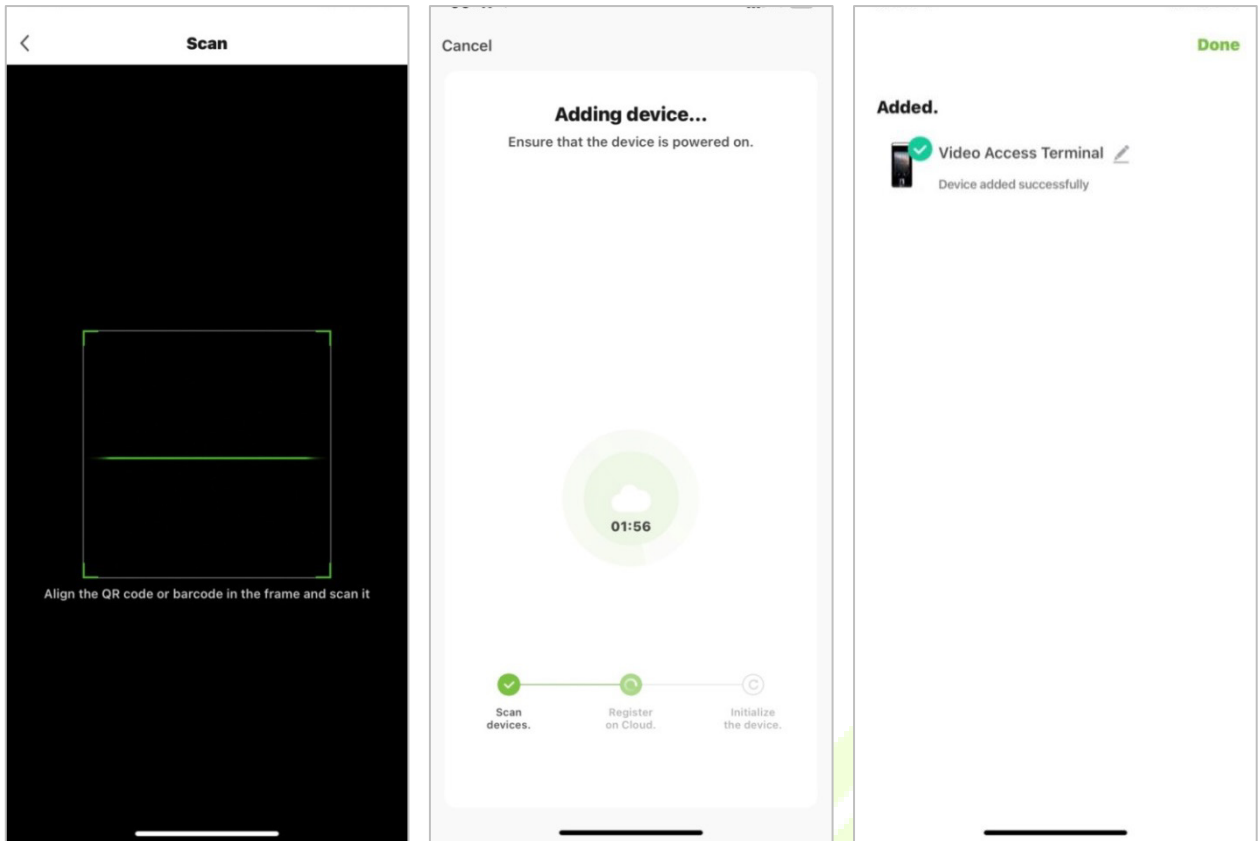 Scan
Align the QR code or barcode in the frame and scan it
Cancel
Adding device...
Ensure that the device is powered on.
01:56
Scan
devices.
Register
on Cloud.
Initialize
the device.
Done
Added.
Video Access Terminal
Device added successfully